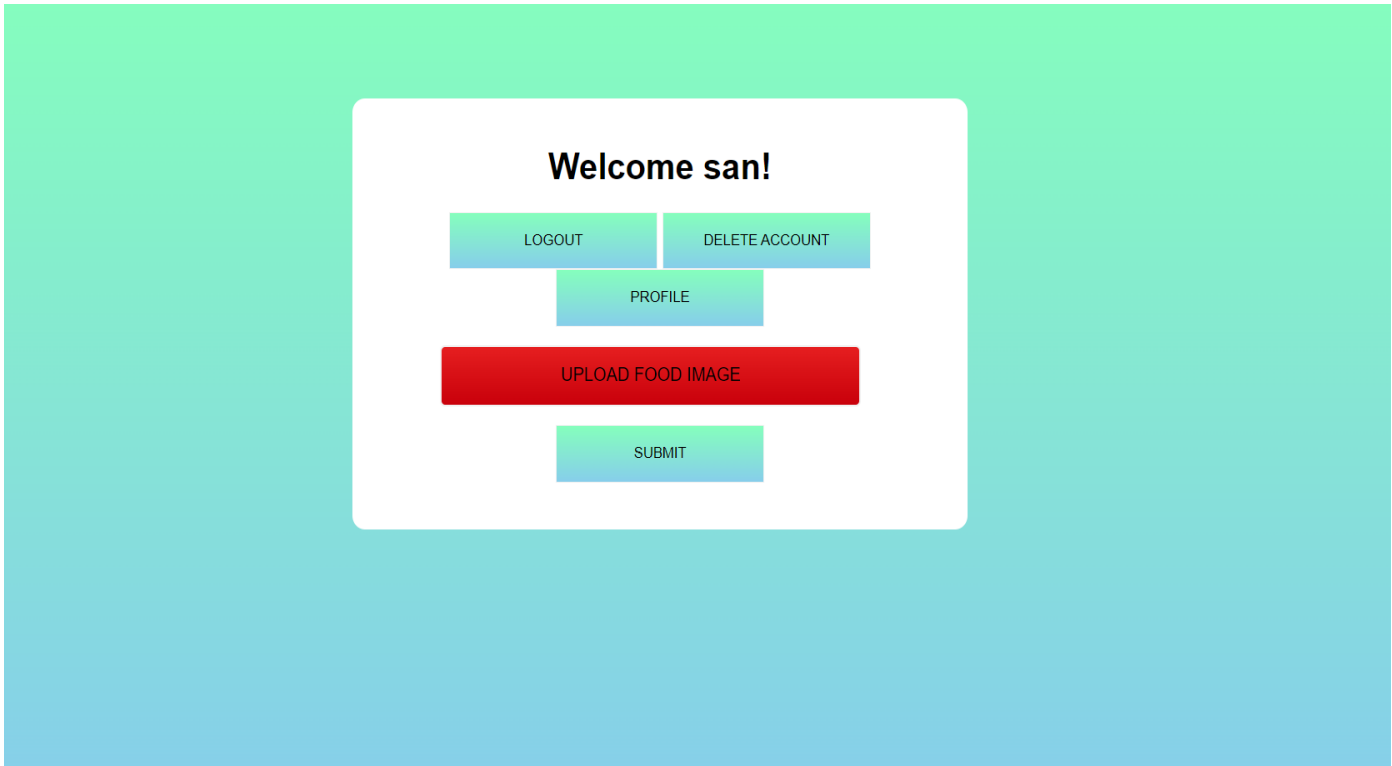 Welcome san!
LOGOUT DELETE ACCOUNT
PROFILE
UPLOAD FOOD IMAGE
SUBMIT